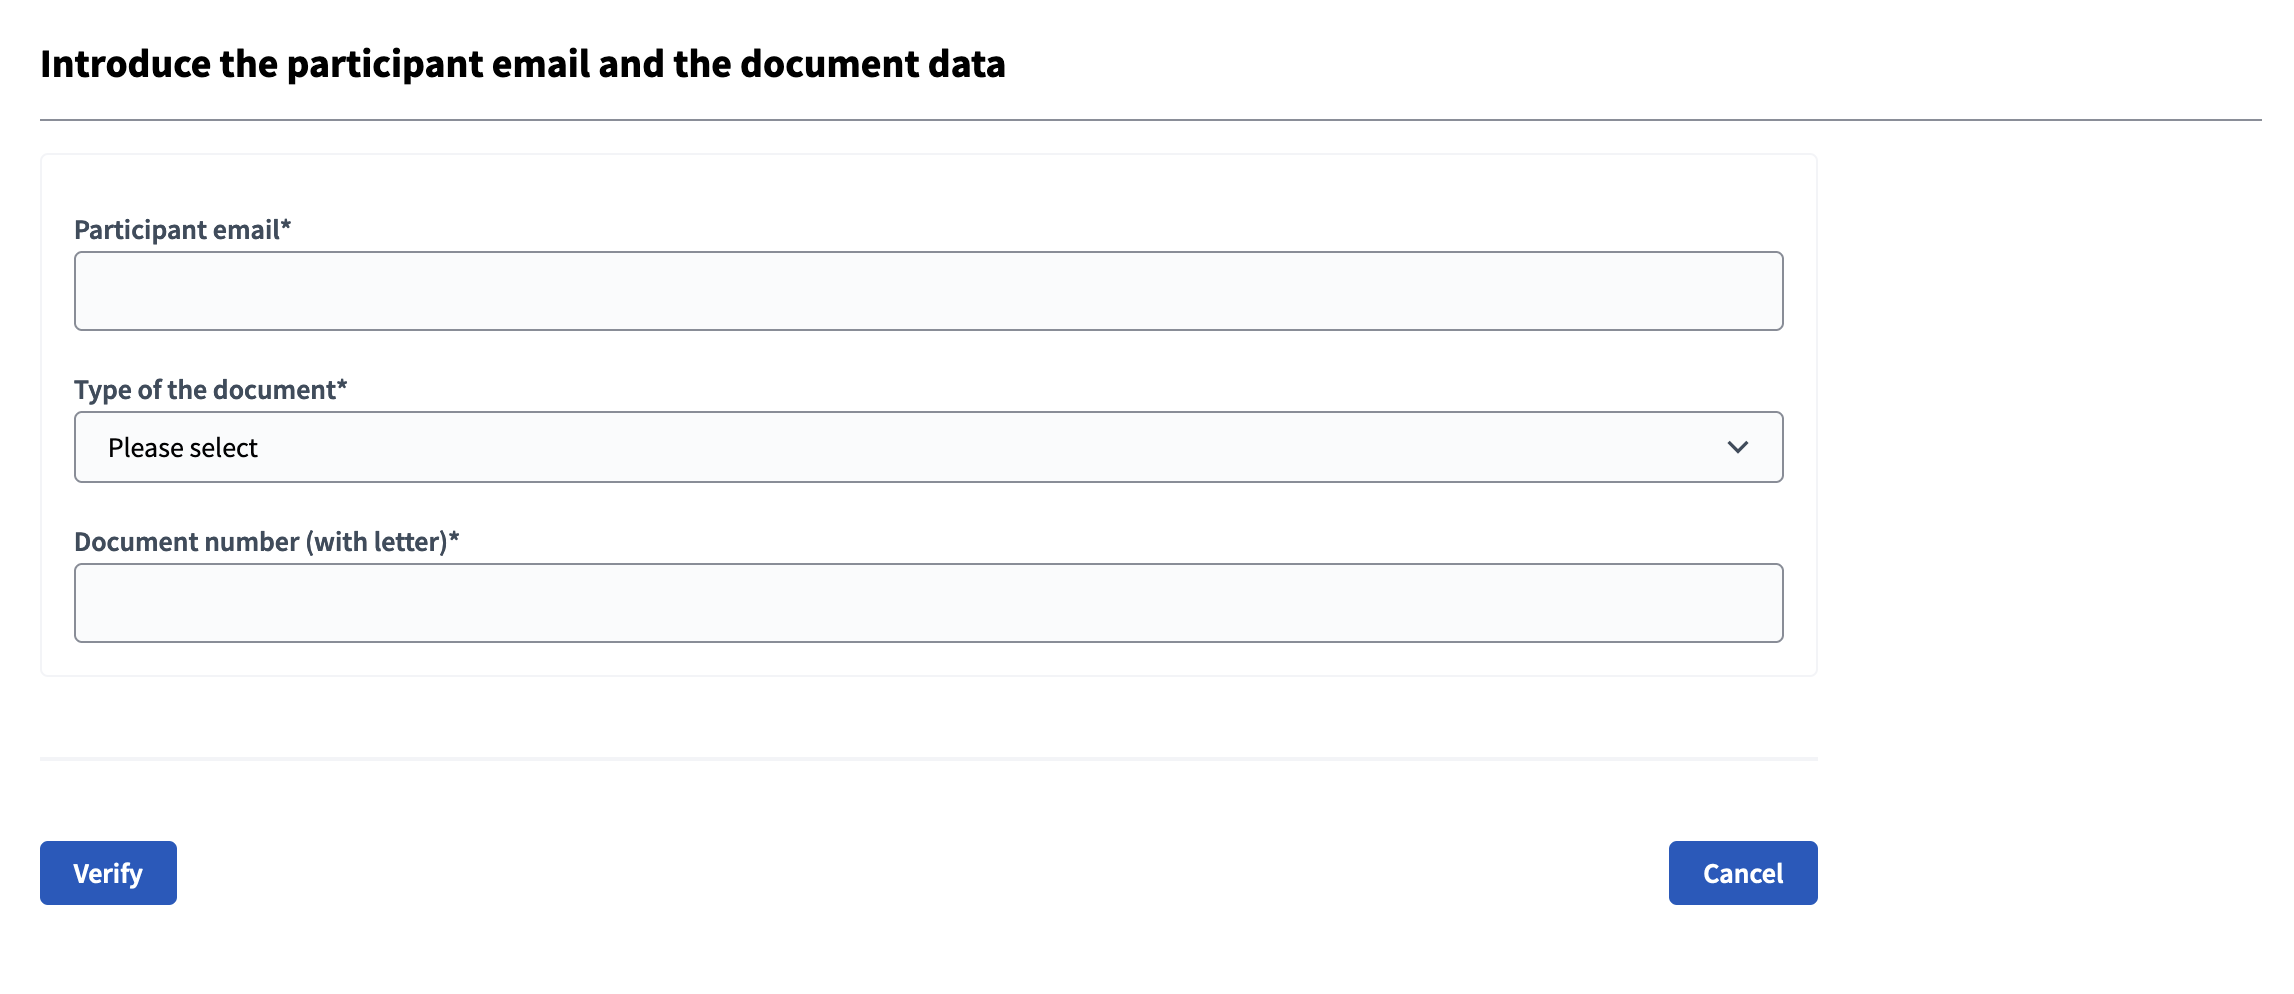 Introduce the participant email and the document data
Participant email*
Type of the document*
Please select
Document number (with letter)*
Verify
Cancel